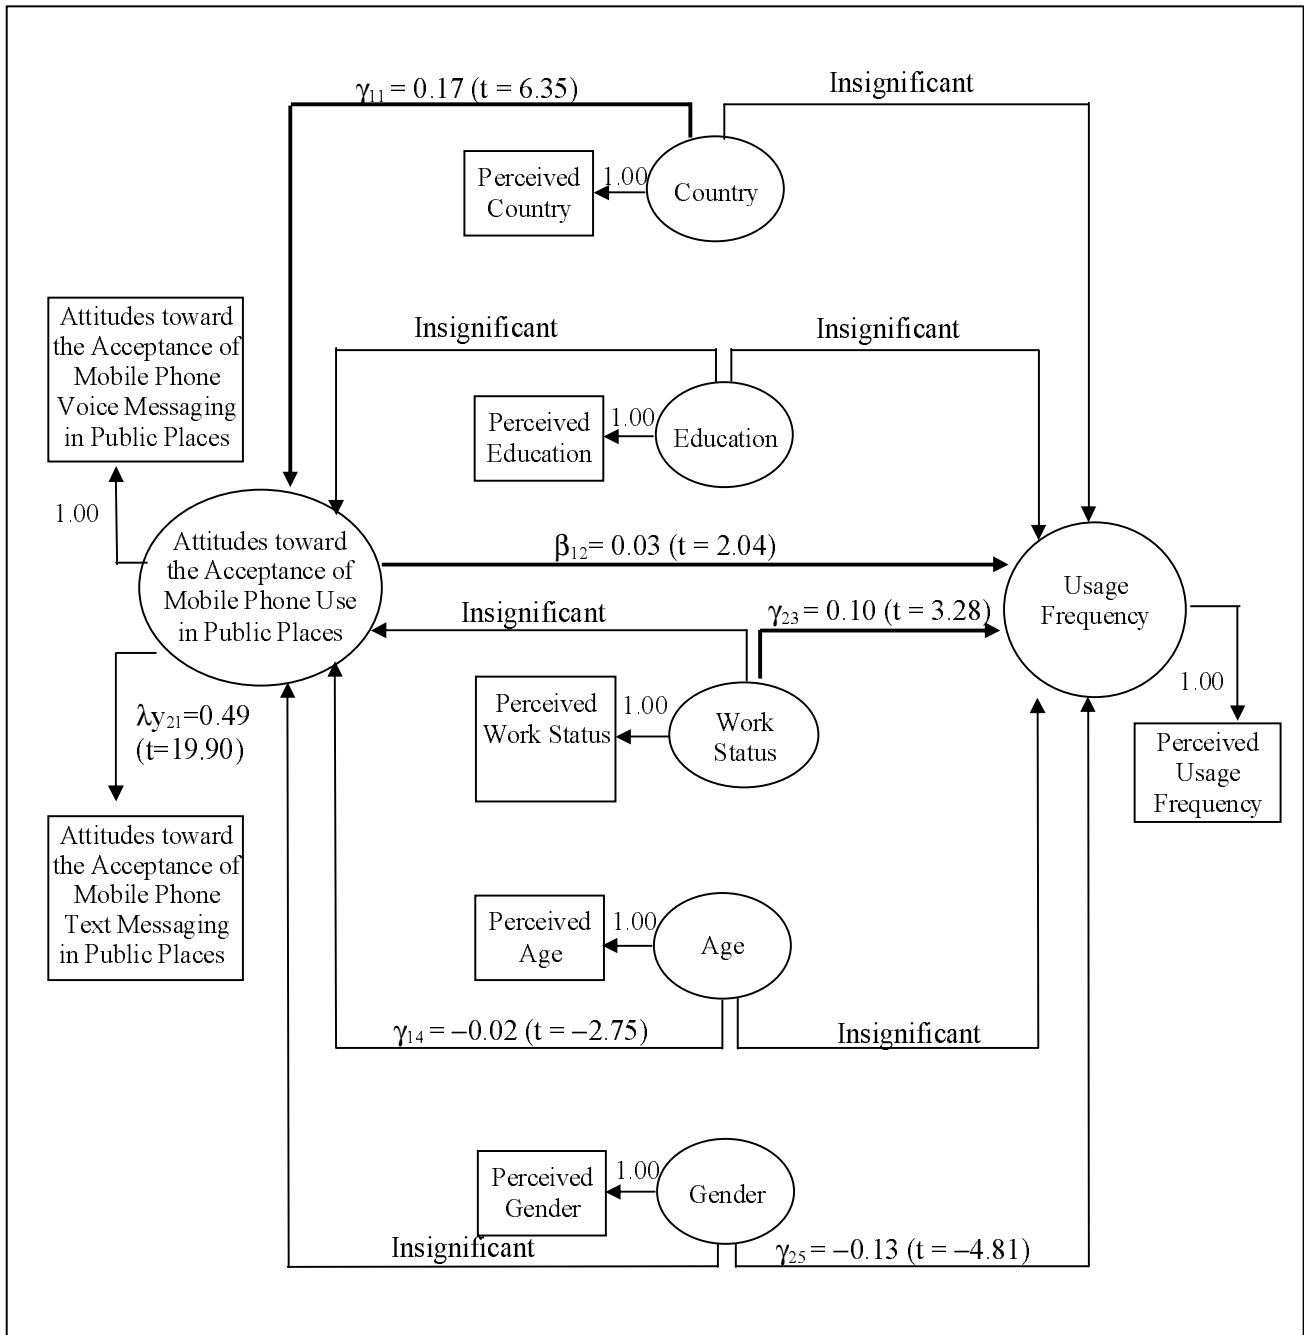 γ11 = 0.17 (t = 6.35)
Insignificant
Perceived
Country
1.00
Country
Attitudes toward
the Acceptance of
Mobile Phone
Voice Messaging
in Public Places
1.00
Insignificant
Insignificant
Perceived
Education
1.00
Education
Attitudes toward
the Acceptance of
Mobile Phone Use
in Public Places
β12= 0.03 (t = 2.04)
Usage
Frequency
Insignificant
γ23 = 0.10 (t = 3.28)
1.00
Perceived
Usage
Frequency
Perceived
Work Status
1.00
Work
Status
λy21=0.49
(t=19.90)
Attitudes toward
the Acceptance of
Mobile Phone
Text Messaging
in Public Places
Perceived
Age
1.00
Age
γ14 = −0.02 (t = −2.75)
Insignificant
Perceived
Gender
1.00
Gender
Insignificant
γ25 = −0.13 (t = −4.81)